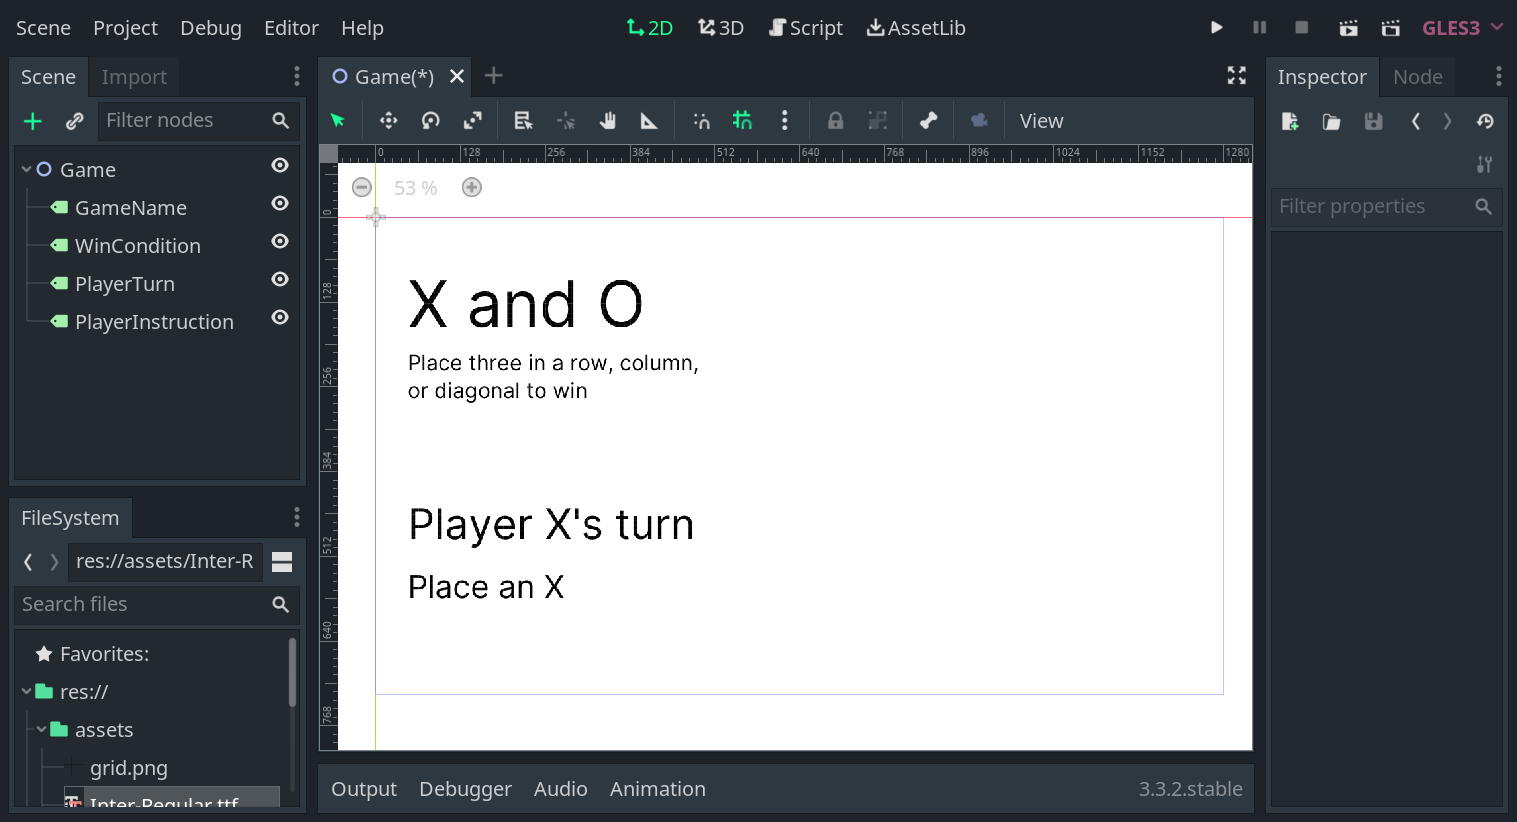 Scene Project Debug Editor Help 2D 3D Script AssetLib GLES3
Scene Import
Filter nodes
Game
GameName
WinCondition
PlayerTurn
PlayerInstruction
FileSystem
res://assets/Inter-R
Search files
Favorites:
res://
assets
grid.png
Inter-Regular.ttf
Game(*)
View
0 128 256 384 512 640 768 896 1024 1152 1280
53 %
0
128
256
384
512
640
768
X and O
Place three in a row, column,
or diagonal to win
Player X's turn
Place an X
Output Debugger Audio Animation 3.3.2.stable
Inspector Node
Filter properties